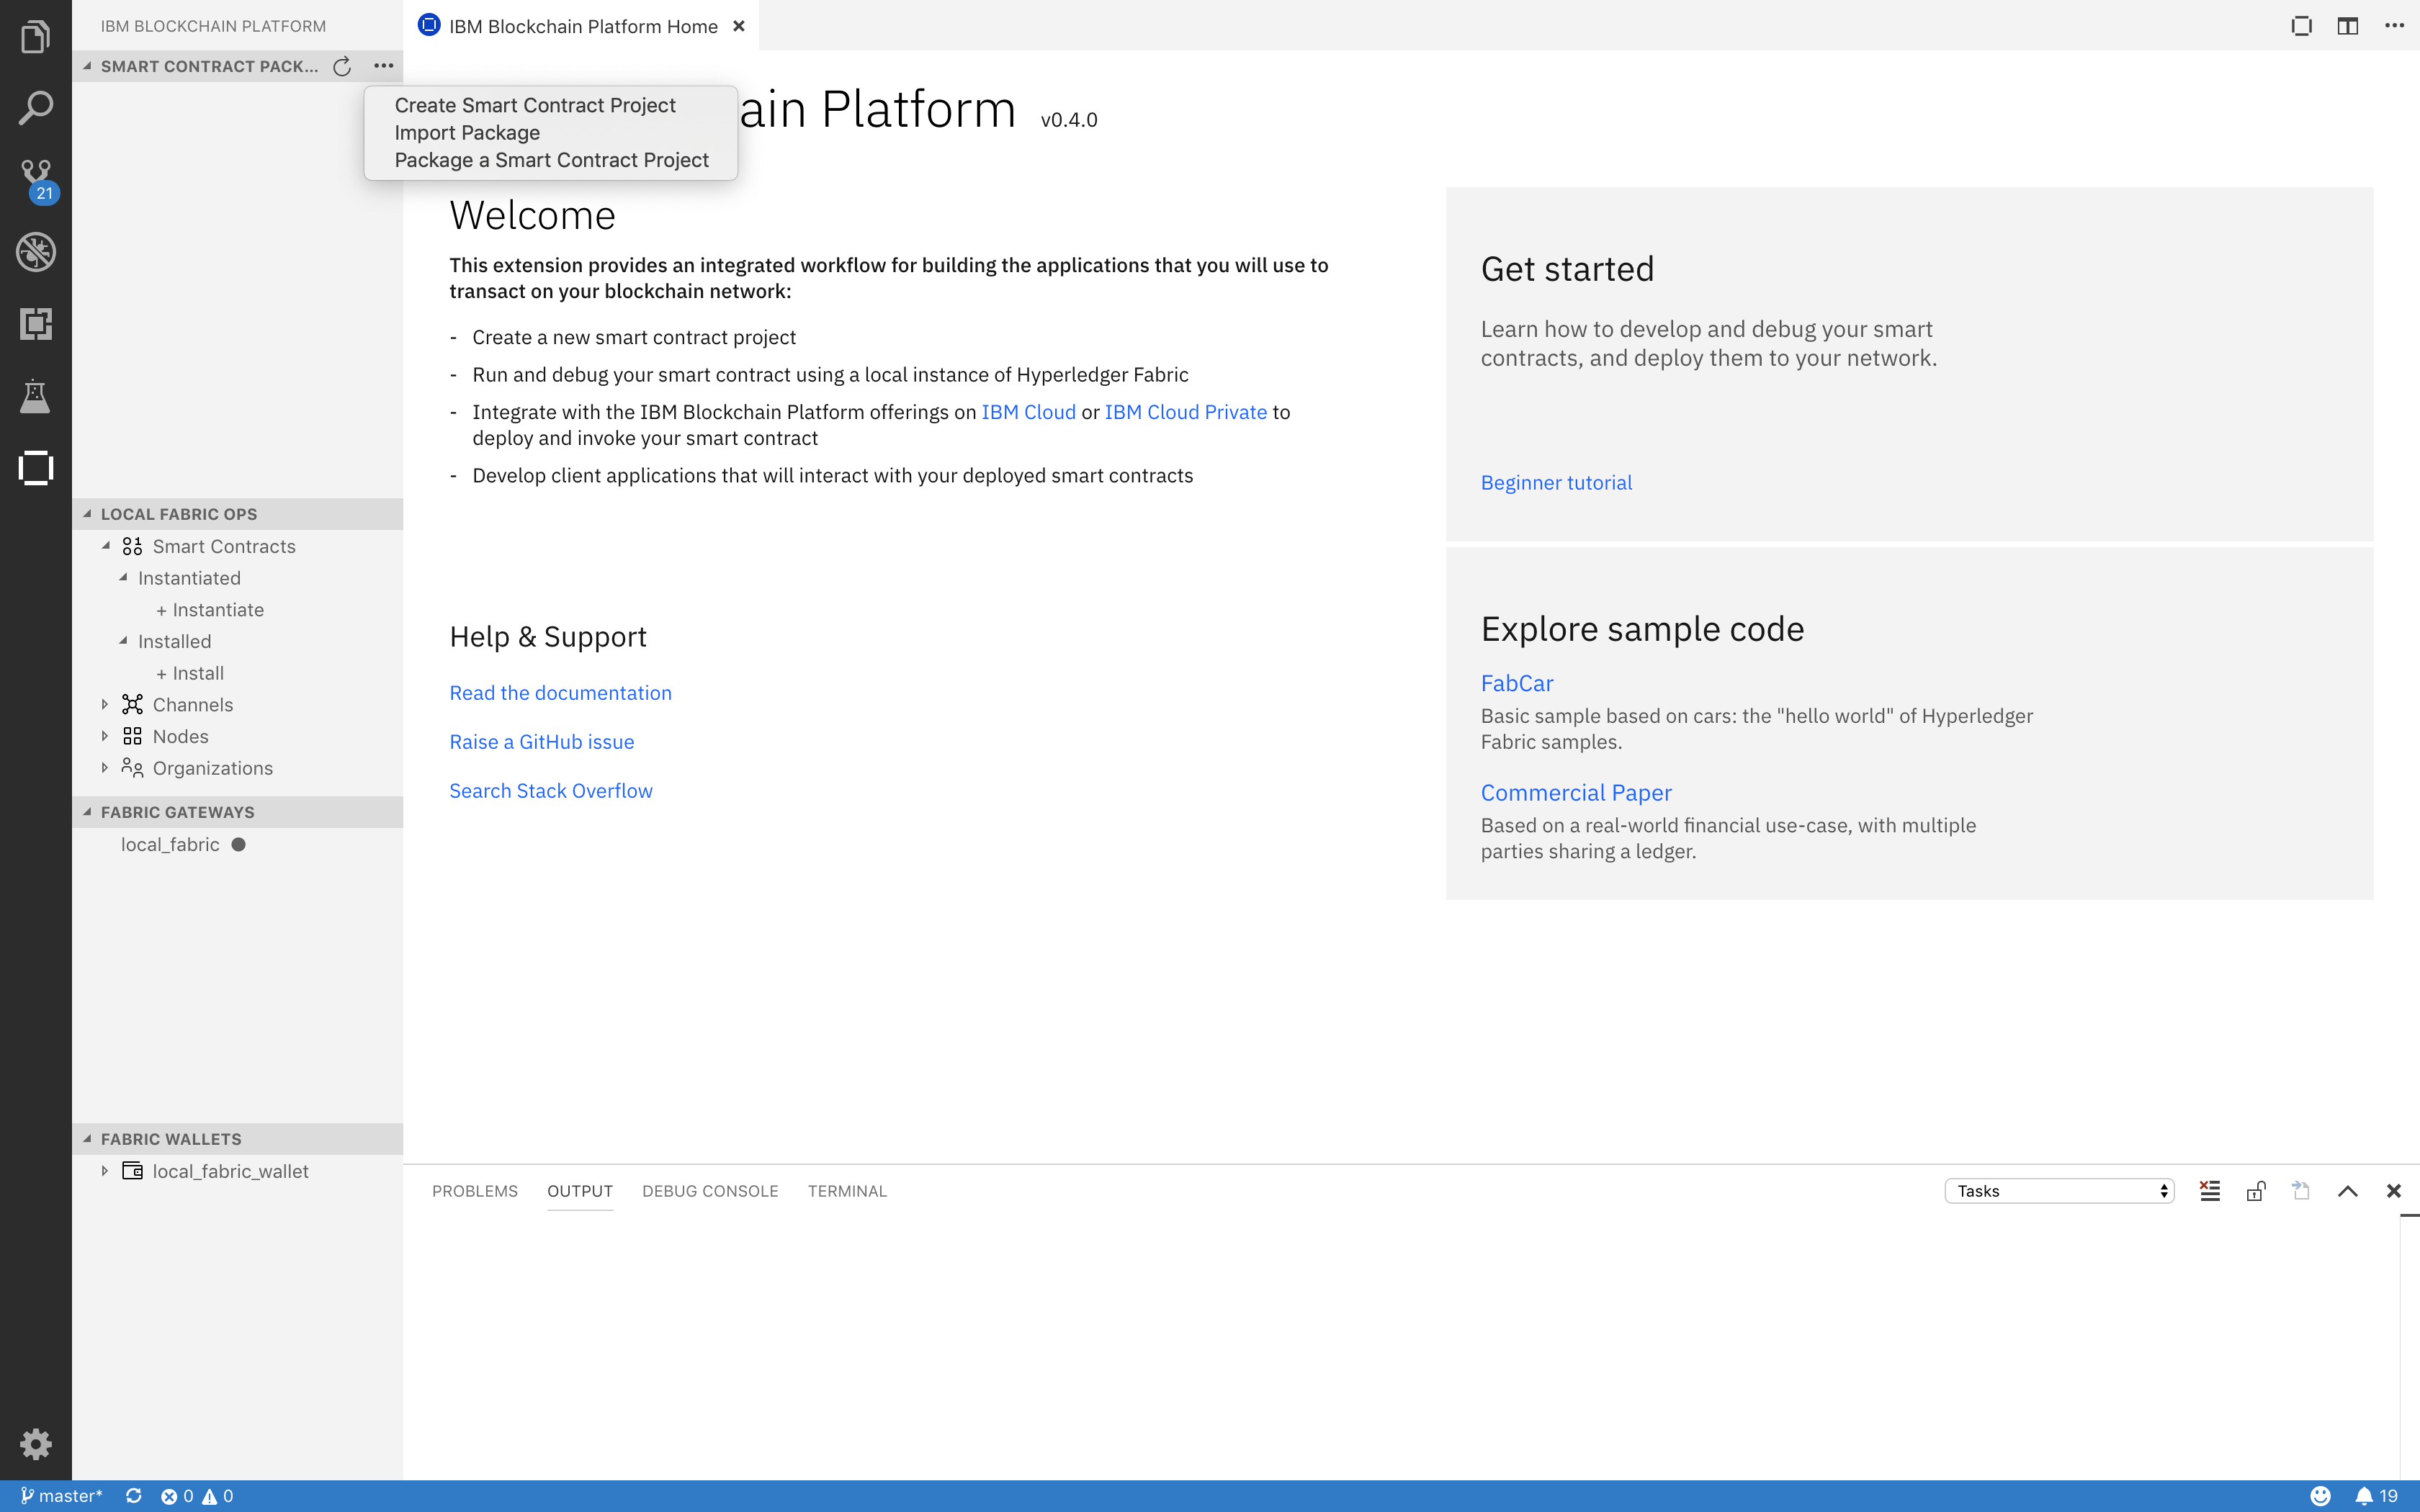 IBM BLOCKCHAIN PLATFORM
IBM Blockchain Platform Home
SMART CONTRACT PACK...
Create Smart Contract Project
Import Package
Package a Smart Contract Project
ain Platform v0.4.0
21
Welcome
This extension provides an integrated workflow for building the applications that you will use to
transact on your blockchain network:
- Create a new smart contract project
- Run and debug your smart contract using a local instance of Hyperledger Fabric
- Integrate with the IBM Blockchain Platform offerings on IBM Cloud or IBM Cloud Private to
deploy and invoke your smart contract
- Develop client applications that will interact with your deployed smart contracts
Help & Support
Read the documentation
Raise a GitHub issue
Search Stack Overflow
Get started
Learn how to develop and debug your smart
contracts, and deploy them to your network.
Beginner tutorial
Explore sample code
FabCar
Basic sample based on cars: the "hello world" of Hyperledger
Fabric samples.
Commercial Paper
Based on a real-world financial use-case, with multiple
parties sharing a ledger.
LOCAL FABRIC OPS
Smart Contracts
Instantiated
+ Instantiate
Installed
+ Install
Channels
Nodes
Organizations
FABRIC GATEWAYS
local_fabric
FABRIC WALLETS
local_fabric_wallet
PROBLEMS OUTPUT DEBUG CONSOLE TERMINAL
Tasks
master* 0 0
19